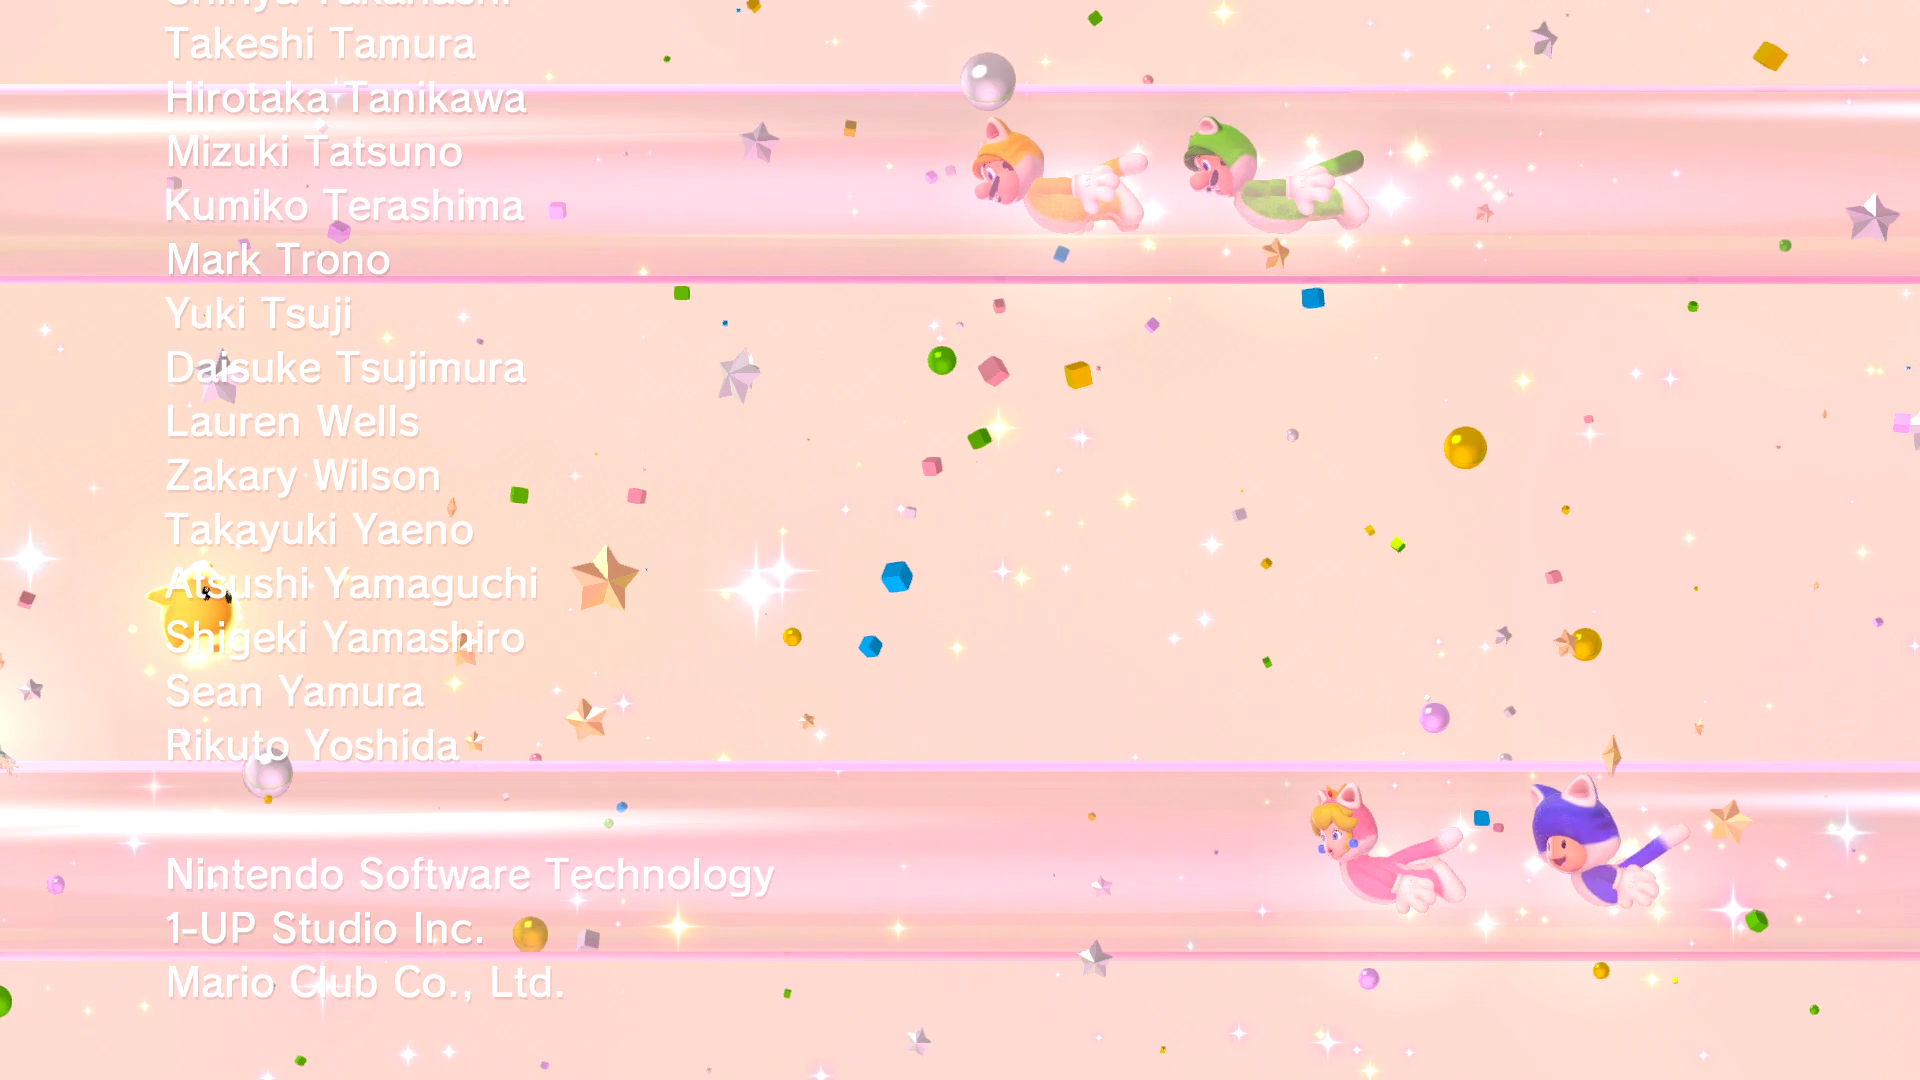 Shinya Takahashi
Takeshi Tamura
Hirotaka Tanikawa
Mizuki Tatsuno
Kumiko Terashima
Mark Trono
Yuki Tsuji
Daisuke Tsujimura
Lauren Wells
Zakary Wilson
Takayuki Yaeno
Atsushi Yamaguchi
Shigeki Yamashiro
Sean Yamura
Rikuto Yoshida
Nintendo Software Technology
1-UP Studio Inc.
Mario Club Co., Ltd.